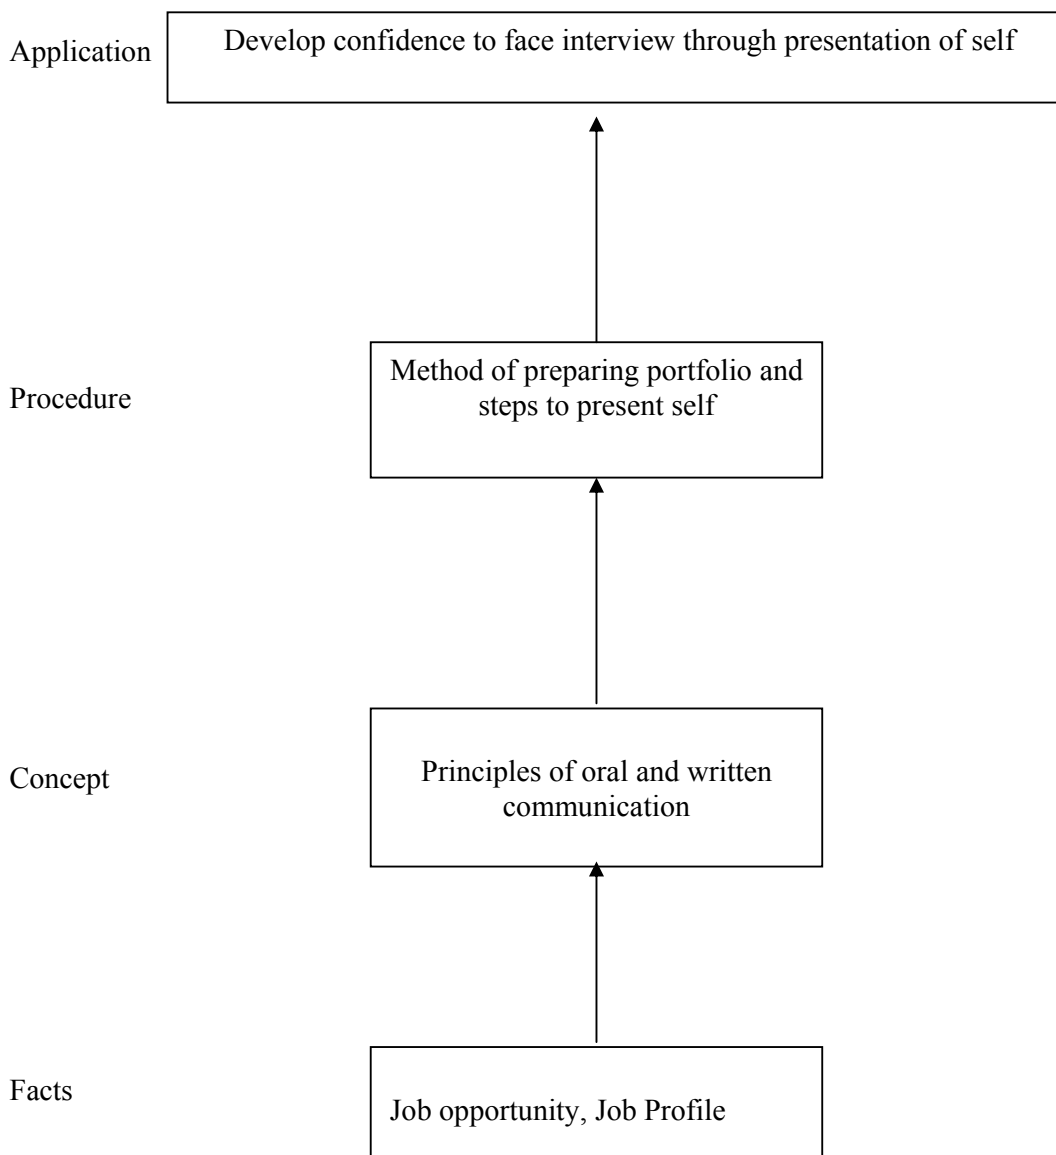 Application
Develop confidence to face interview through presentation of self
Procedure
Method of preparing portfolio and
steps to present self
Concept
Principles of oral and written
communication
Facts
Job opportunity, Job Profile